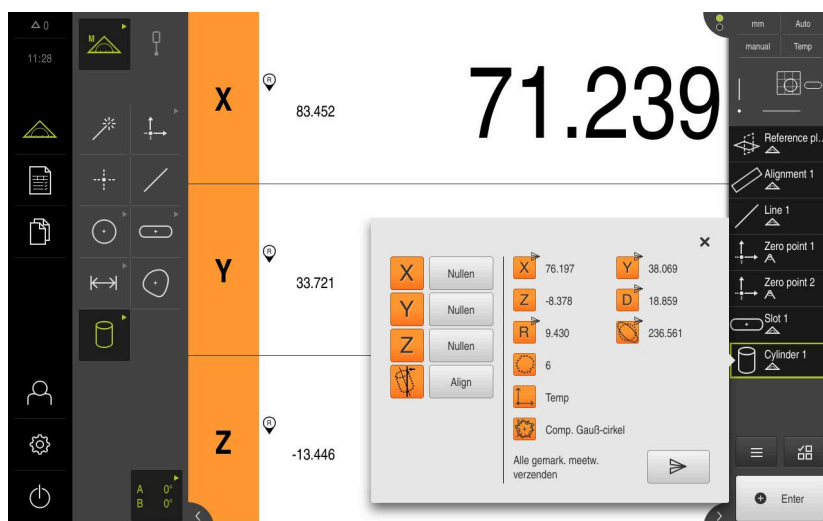 0
11:28
M
A 0°
B 0°
X
R
83.452
71.239
Y
R
33.721
Z
R
-13.446
X Nullen
Y Nullen
Z Nullen
Align
X 76.197
Y 38.069
Z -8.378
D 18.859
R 9.430
236.561
6
Temp
Comp. Gauß-cirkel
Alle gemark. meetw.
verzenden
mm Auto
manual Temp
Reference pl...
Alignment 1
Line 1
Zero point 1
Zero point 2
Slot 1
Cylinder 1
Enter